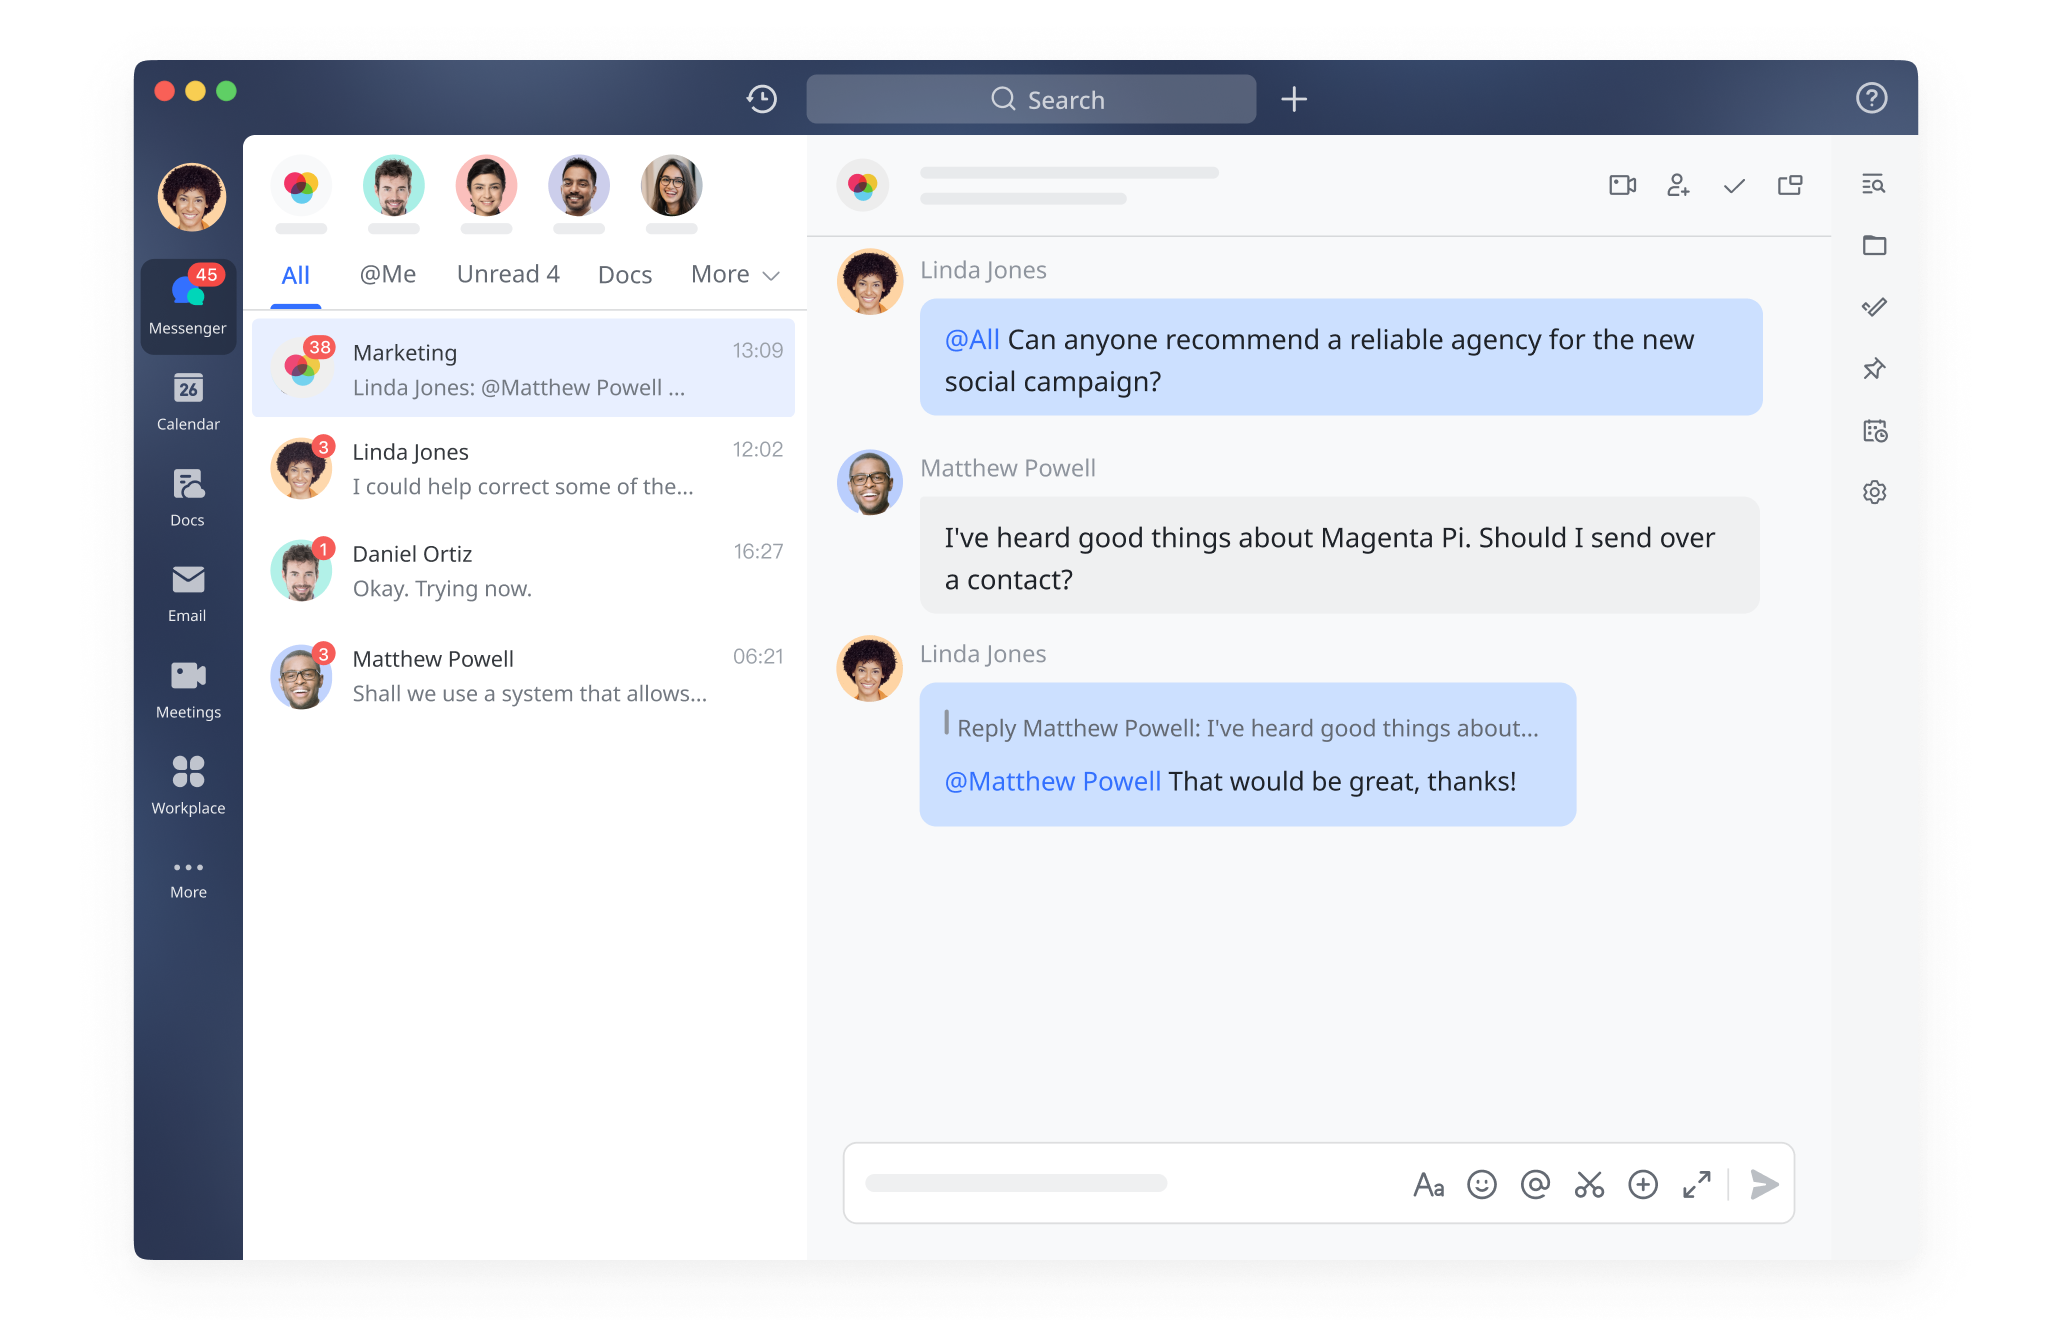 Search
45
Messenger
26
Calendar
Docs
Email
Meetings
Workplace
More
All
@Me
Unread 4
Docs
More
38
Marketing
13:09
Linda Jones: @Matthew Powell ...
3
Linda Jones
12:02
I could help correct some of the...
1
Daniel Ortiz
16:27
Okay. Trying now.
3
Matthew Powell
06:21
Shall we use a system that allows...
Linda Jones
@All Can anyone recommend a reliable agency for the new
social campaign?
Matthew Powell
I've heard good things about Magenta Pi. Should I send over
a contact?
Linda Jones
Reply Matthew Powell: I've heard good things about...
@Matthew Powell That would be great, thanks!
Aa